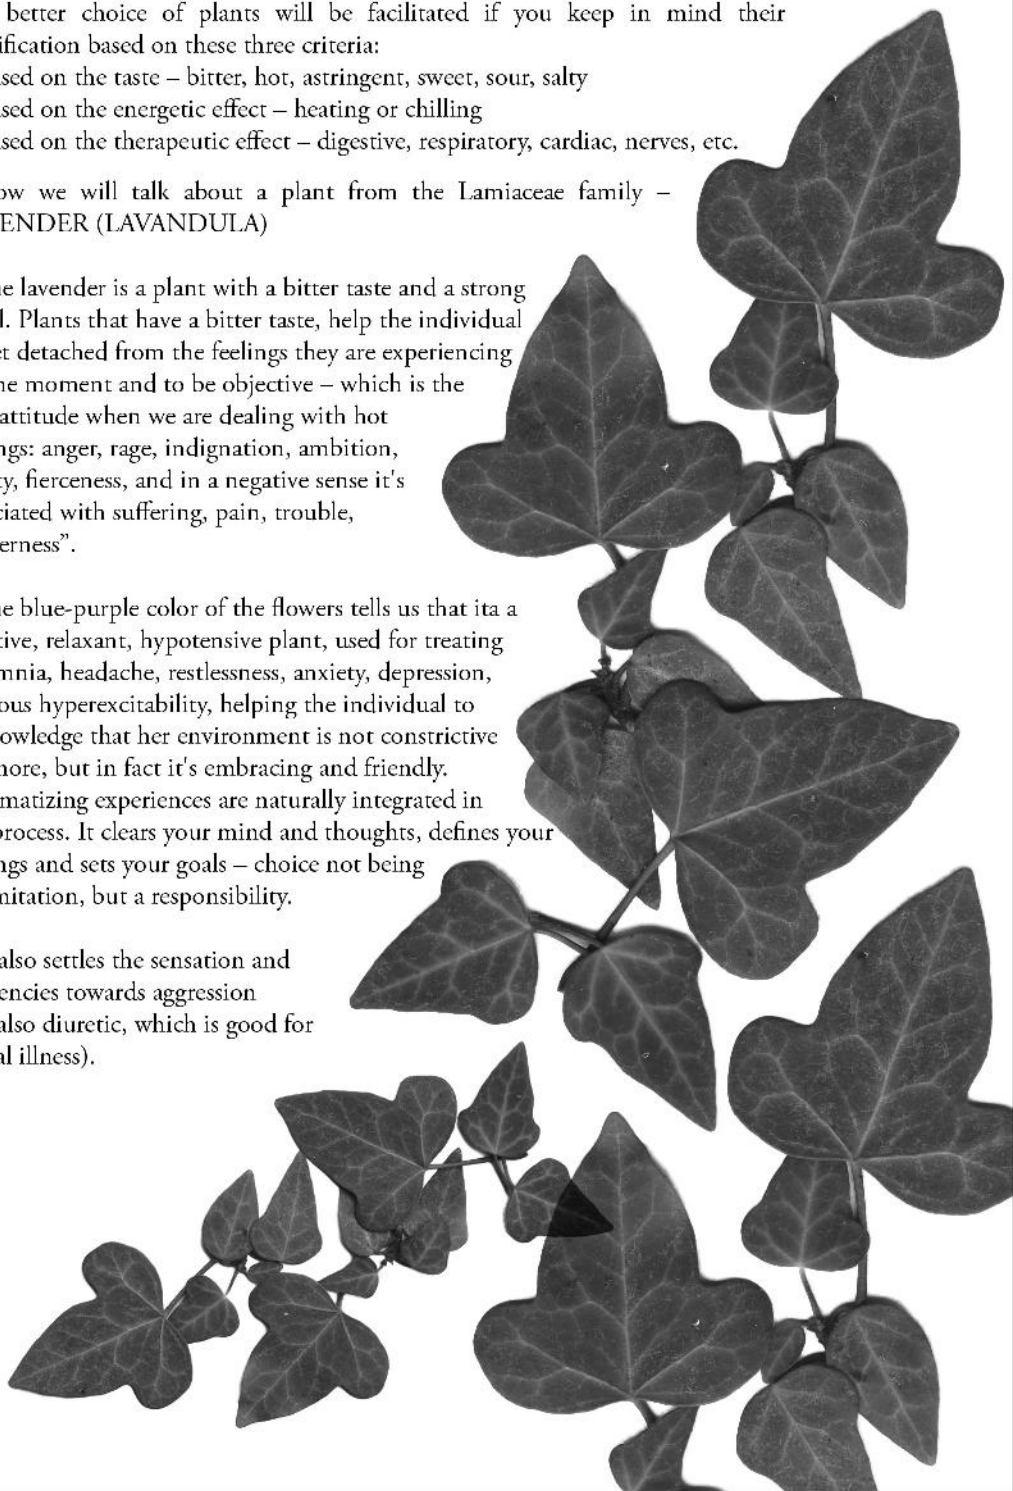 better choice of plants will be facilitated if you keep in mind their
ification based on these three criteria:
sed on the taste – bitter, hot, astringent, sweet, sour, salty
sed on the energetic effect – heating or chilling
sed on the therapeutic effect – digestive, respiratory, cardiac, nerves, etc.
ow we will talk about a plant from the Lamiaceae family –
ENDER (LAVANDULA)
e lavender is a plant with a bitter taste and a strong
l. Plants that have a bitter taste, help the individual
et detached from the feelings they are experiencing
he moment and to be objective – which is the
attitude when we are dealing with hot
ngs: anger, rage, indignation, ambition,
ty, fierceness, and in a negative sense it's
ciated with suffering, pain, trouble,
erness”.
e blue-purple color of the flowers tells us that ita a
tive, relaxant, hypotensive plant, used for treating
mnia, headache, restlessness, anxiety, depression,
ous hyperexcitability, helping the individual to
owledge that her environment is not constrictive
more, but in fact it's embracing and friendly.
matizing experiences are naturally integrated in
process. It clears your mind and thoughts, defines your
ngs and sets your goals – choice not being
mitation, but a responsibility.
also settles the sensation and
encies towards aggression
also diuretic, which is good for
al illness).